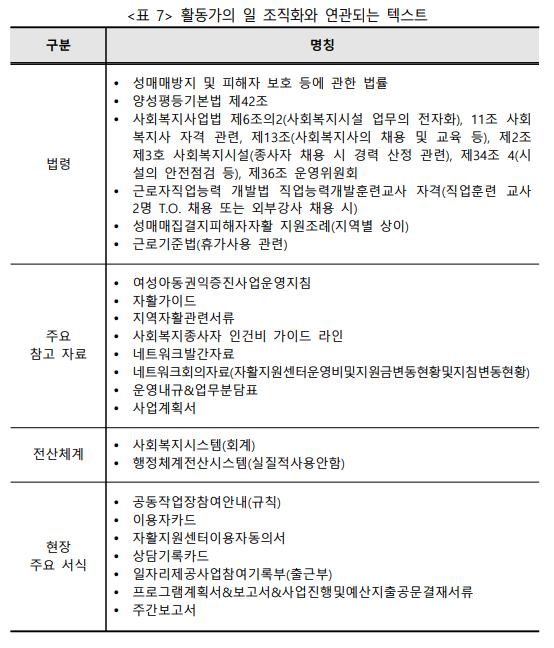 <표 7> 활동가의 일 조직화와 연관되는 텍스트
구분 명칭
법령
• 성매매방지 및 피해자 보호 등에 관한 법률
• 양성평등기본법 제42조
• 사회복지사업법 제6조의2(사회복지시설 업무의 전자화), 11조 사회
복지사 자격 관련, 제13조(사회복지사의 채용 및 교육 등), 제2조
제3호 사회복지시설(종사자 채용 시 경력 산정 관련), 제34조 4(시
설의 안전점검 등), 제36조 운영위원회
• 근로자직업능력 개발법 직업능력개발훈련교사 자격(직업훈련 교사
2명 T.O. 채용 또는 외부강사 채용 시)
• 성매매집결지피해자자활 지원조례(지역별 상이)
• 근로기준법(휴가사용 관련)
주요
참고 자료
• 여성아동권익증진사업운영지침
• 자활가이드
• 지역자활관련서류
• 사회복지종사자 인건비 가이드 라인
• 네트워크발간자료
• 네트워크회의자료(자활지원센터운영비및지원금변동현황및지침변동현황)
• 운영내규&업무분담표
• 사업계획서
전산체계
• 사회복지시스템(회계)
• 행정체계전산시스템(실질적사용안함)
현장
주요 서식
• 공동작업장참여안내(규칙)
• 이용자카드
• 자활지원센터이용자동의서
• 상담기록카드
• 일자리제공사업참여기록부(출근부)
• 프로그램계획서&보고서&사업진행및예산지출공문결재서류
• 주간보고서